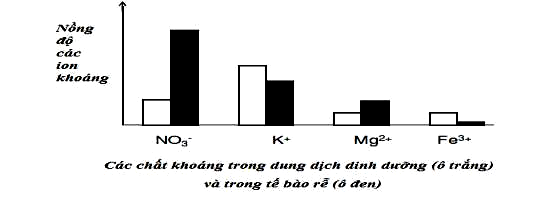 Nồng
độ
các
ion
khoáng
NO₃⁻ K⁺ Mg²⁺ Fe³⁺
Các chất khoáng trong dung dịch dinh dưỡng (ô trắng)
và trong tế bào rễ (ô đen)